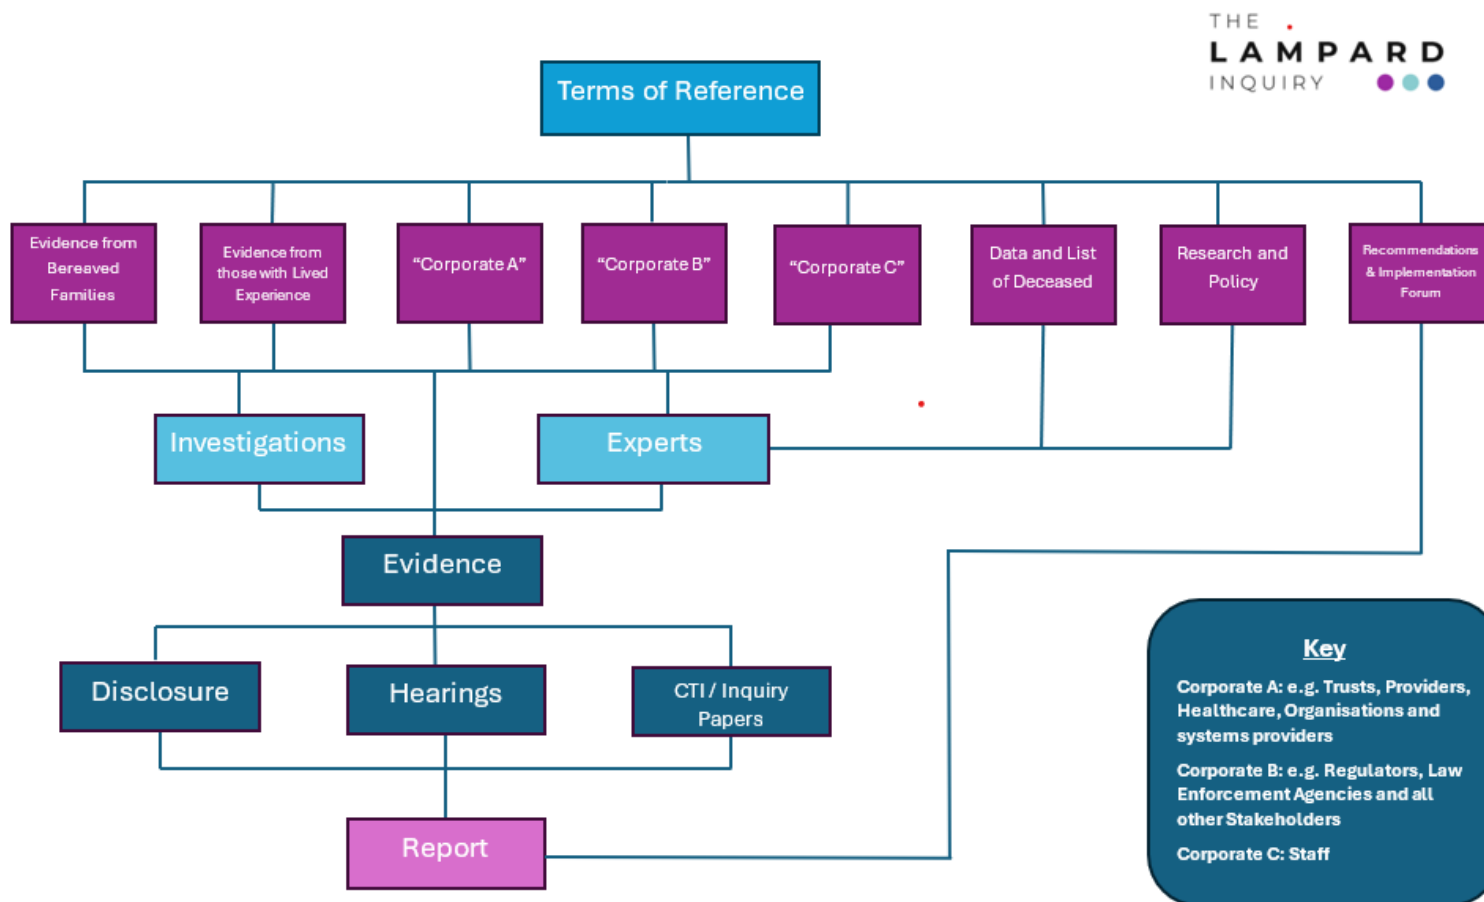 THE
LAMPARD
INQUIRY
Terms of Reference
Evidence from
Bereaved
Families
Evidence from
those with Lived
Experience
“Corporate A”
“Corporate B”
“Corporate C”
Data and List
of Deceased
Research and
Policy
Recommendations
& Implementation
Forum
Investigations
Experts
Evidence
Disclosure
Hearings
CTI / Inquiry
Papers
Report
Key
Corporate A: e.g. Trusts, Providers,
Healthcare, Organisations and
systems providers
Corporate B: e.g. Regulators, Law
Enforcement Agencies and all
other Stakeholders
Corporate C: Staff